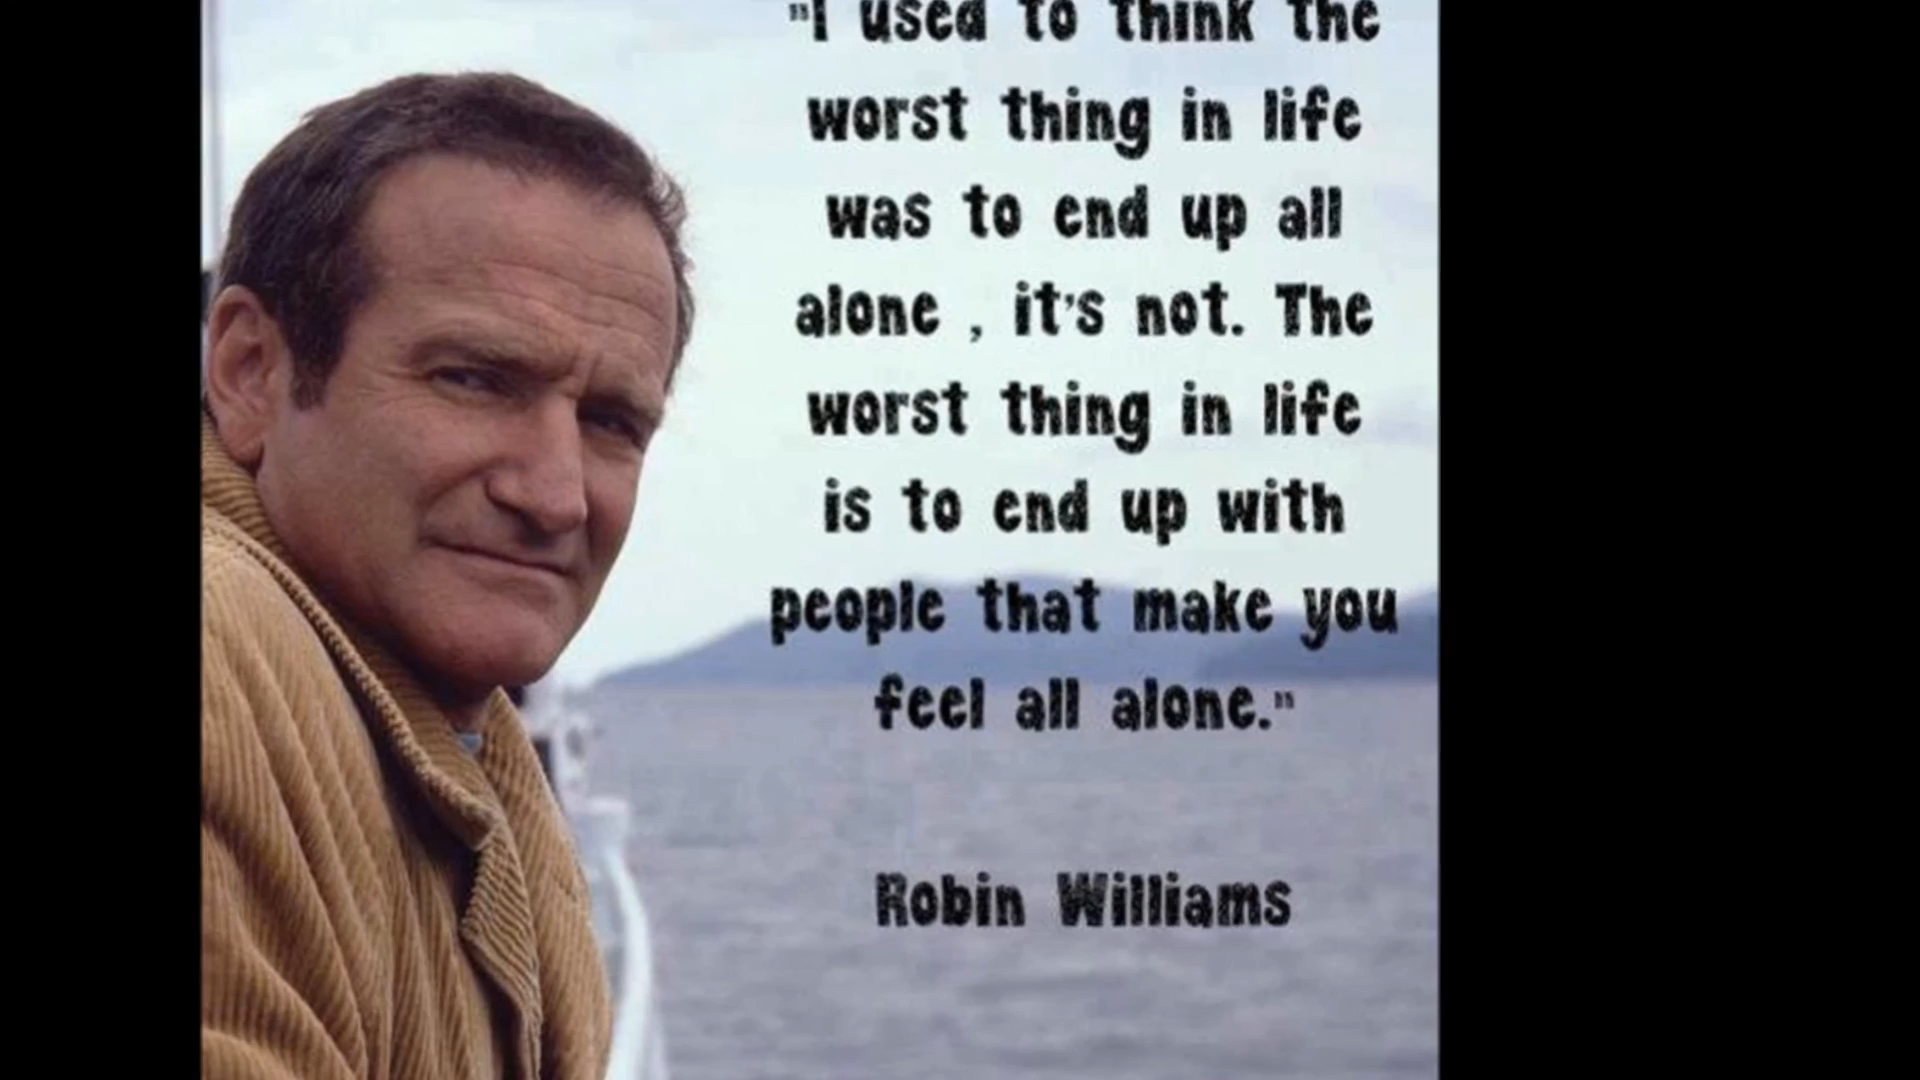 "I used to think the
worst thing in life
was to end up all
alone , it's not. The
worst thing in life
is to end up with
people that make you
feel all alone."
Robin Williams